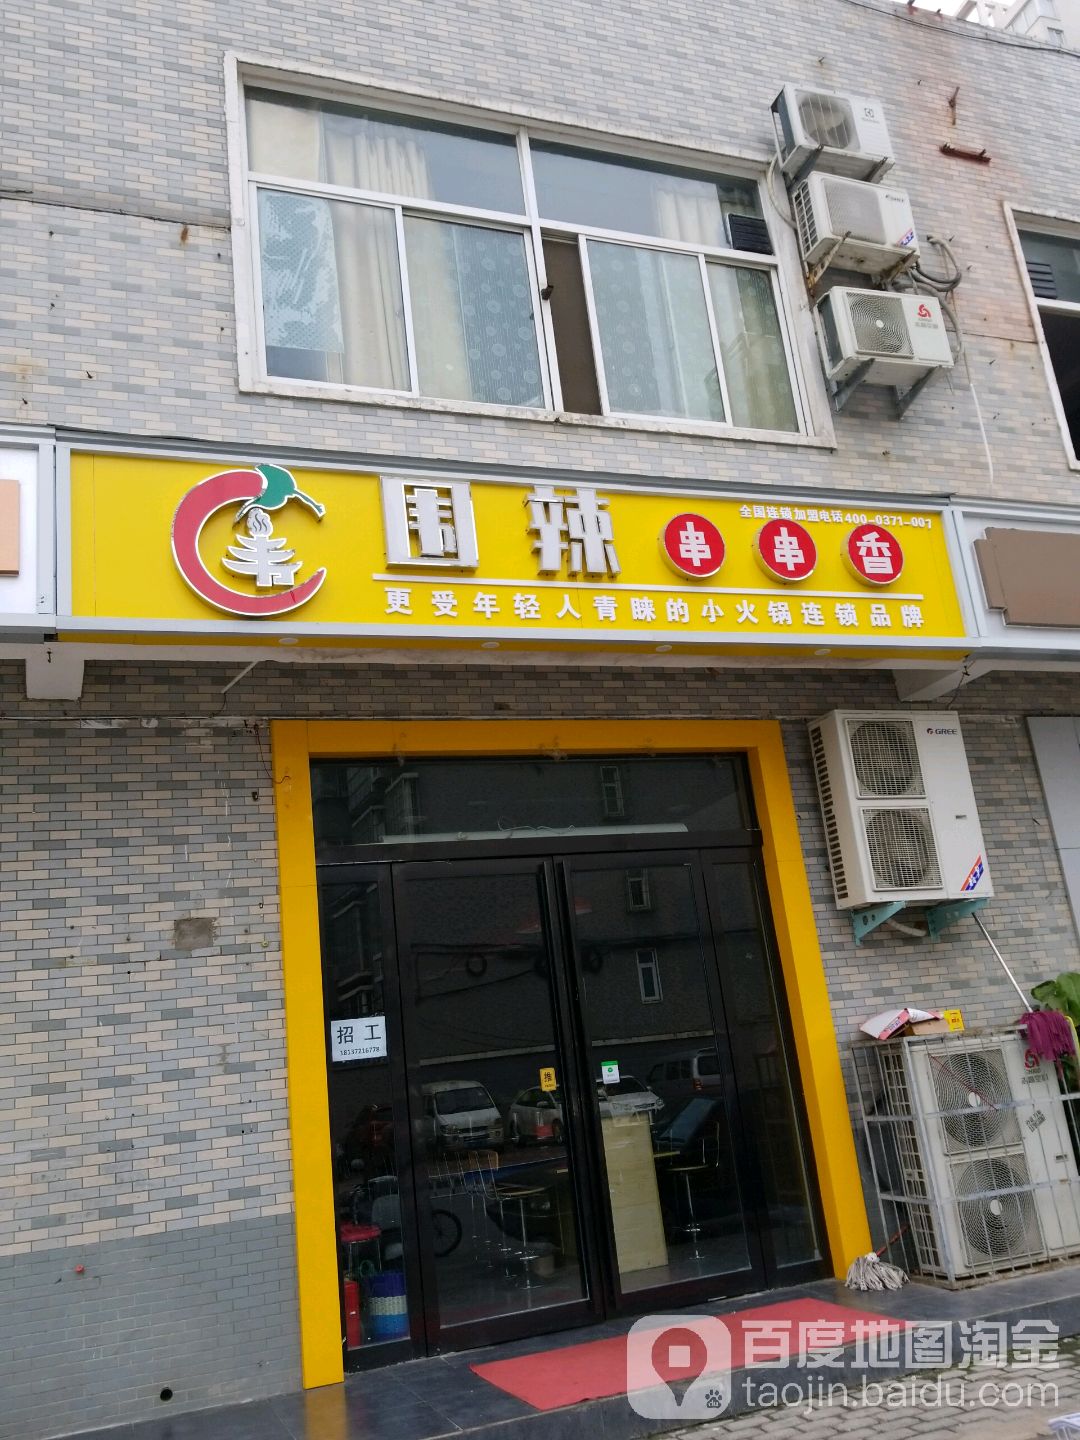 全国连锁加盟电话400-0371-007
围辣串串香
更受年轻人青睐的小火锅连锁品牌
GREE
招工
18137216778
推
百度地图淘金
taojin.baidu.com